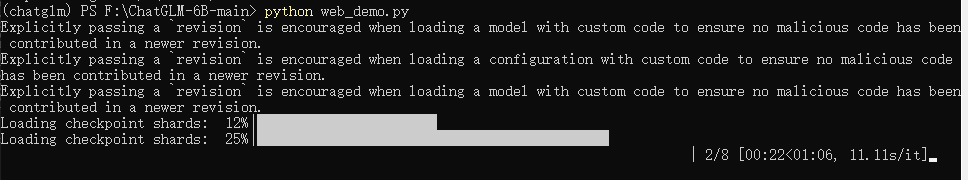 (chatglm) PS F:\ChatGLM-6B-main> python web_demo.py
Explicitly passing a `revision` is encouraged when loading a model with custom code to ensure no malicious code has been
 contributed in a newer revision.
Explicitly passing a `revision` is encouraged when loading a configuration with custom code to ensure no malicious code
has been contributed in a newer revision.
Explicitly passing a `revision` is encouraged when loading a model with custom code to ensure no malicious code has been
 contributed in a newer revision.
Loading checkpoint shards:  12%|
Loading checkpoint shards:  25%|
| 2/8 [00:22<01:06, 11.11s/it]